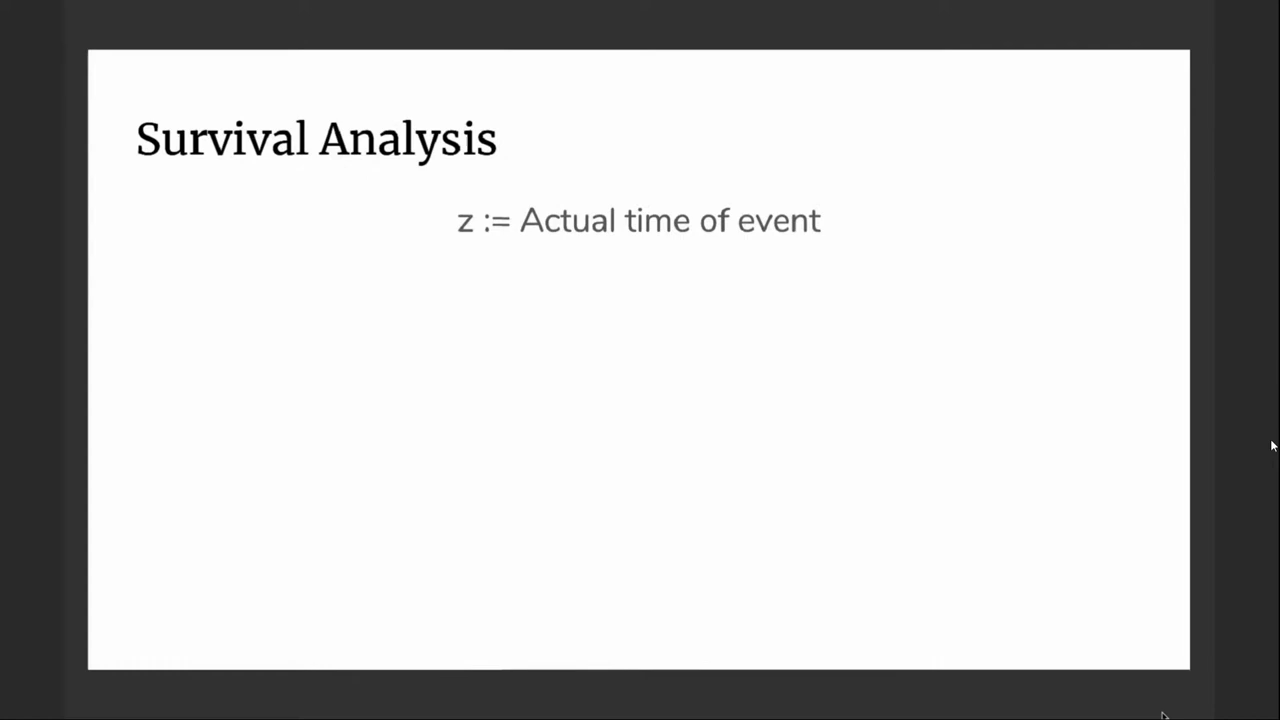 Survival Analysis
z := Actual time of event